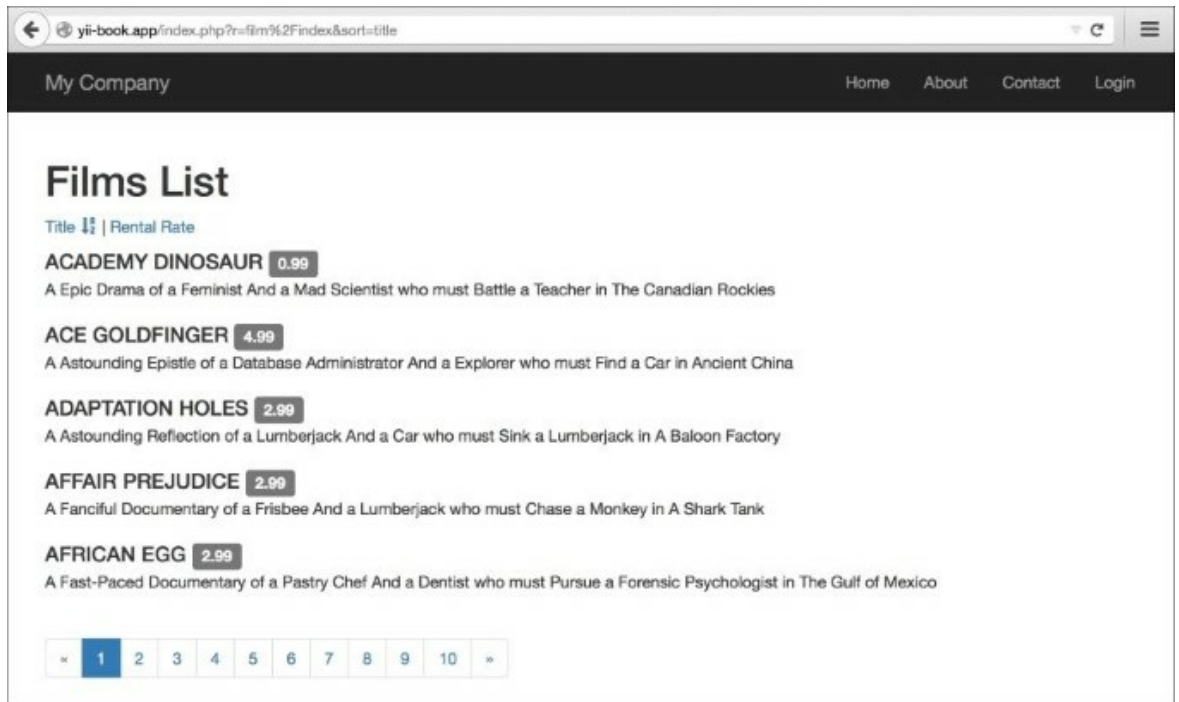 yii-book.app/index.php?r=film%2Findex&sort=title
My Company Home About Contact Login
Films List
Title | Rental Rate
ACADEMY DINOSAUR 0.99
A Epic Drama of a Feminist And a Mad Scientist who must Battle a Teacher in The Canadian Rockies
ACE GOLDFINGER 4.99
A Astounding Epistle of a Database Administrator And a Explorer who must Find a Car in Ancient China
ADAPTATION HOLES 2.99
A Astounding Reflection of a Lumberjack And a Car who must Sink a Lumberjack in A Baloon Factory
AFFAIR PREJUDICE 2.99
A Fanciful Documentary of a Frisbee And a Lumberjack who must Chase a Monkey in A Shark Tank
AFRICAN EGG 2.99
A Fast-Paced Documentary of a Pastry Chef And a Dentist who must Pursue a Forensic Psychologist in The Gulf of Mexico
« 1 2 3 4 5 6 7 8 9 10 »